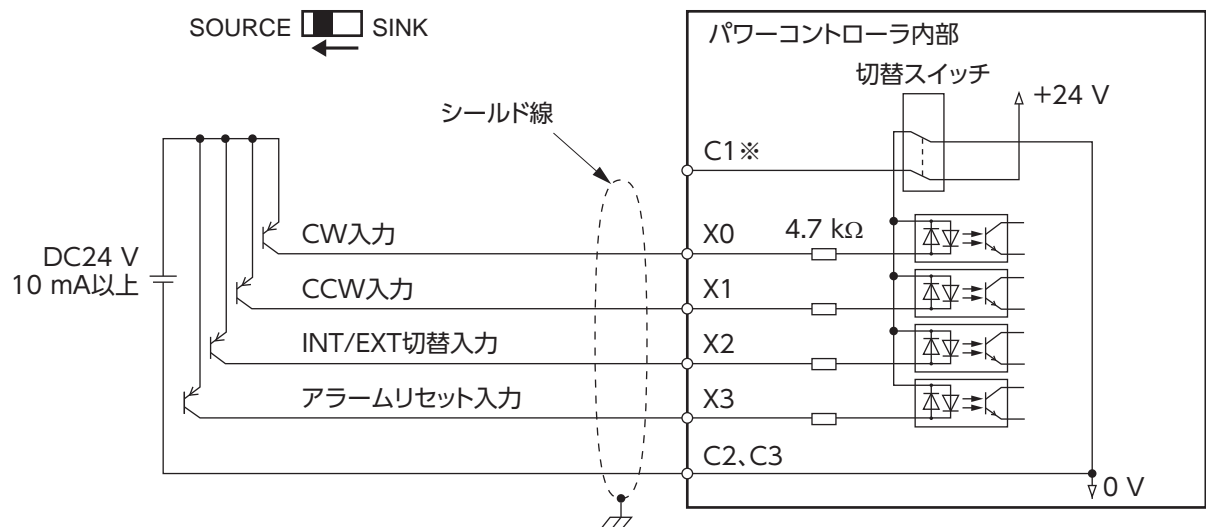 SOURCE SINK
パワーコントローラ内部
切替スイッチ
+24 V
シールド線
C1※
CW入力
X0
4.7 kΩ
DC24 V
10 mA以上
CCW入力
X1
INT/EXT切替入力
X2
アラームリセット入力
X3
C2、C3
0 V